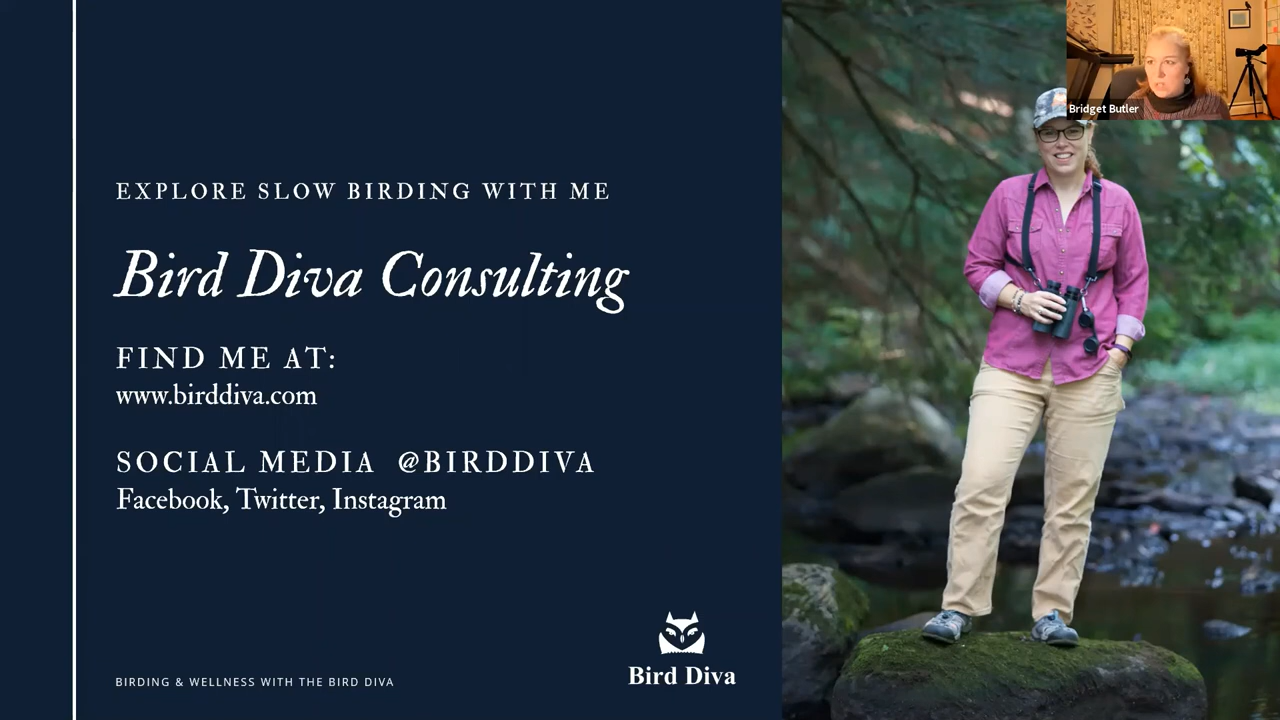 Bridget Butler
EXPLORE SLOW BIRDING WITH ME
Bird Diva Consulting
FIND ME AT:
www.birddiva.com
SOCIAL MEDIA @BIRDDIVA
Facebook, Twitter, Instagram
Bird Diva
BIRDING & WELLNESS WITH THE BIRD DIVA